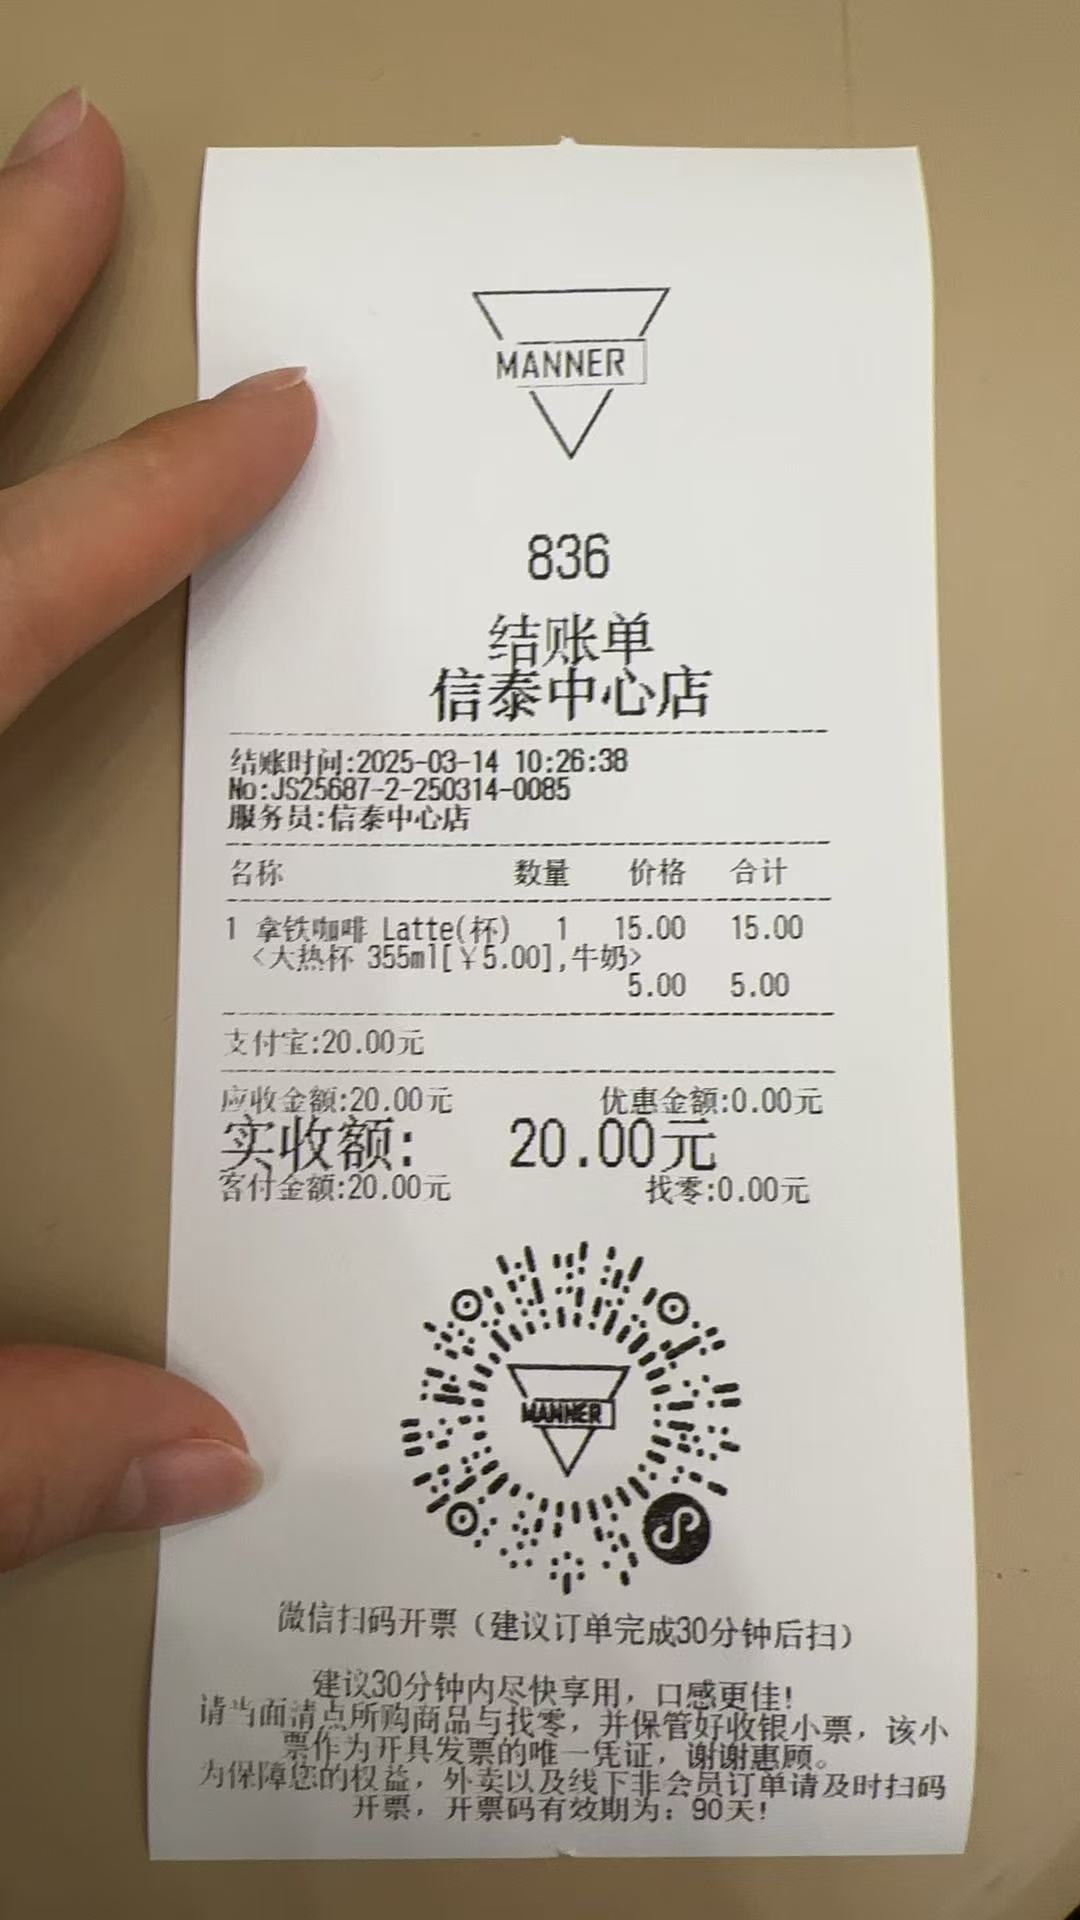 MANNER
836
结账单
信泰中心店
结账时间:2025-03-14 10:26:38
No:JS25687-2-250314-0085
服务员:信泰中心店
名称 数量 价格 合计
1 拿铁咖啡 Latte(杯) 1 15.00 15.00
<大热杯 355ml[￥5.00],牛奶>
5.00 5.00
支付宝:20.00元
应收金额:20.00元 优惠金额:0.00元
实收额: 20.00元
客付金额:20.00元 找零:0.00元
MANNER
微信扫码开票（建议订单完成30分钟后扫）
建议30分钟内尽快享用，口感更佳！
请当面清点所购商品与找零，并保管好收银小票，该小
票作为开具发票的唯一凭证，谢谢惠顾。
为保障您的权益，外卖以及线下非会员订单请及时扫码
开票，开票码有效期为：90天！